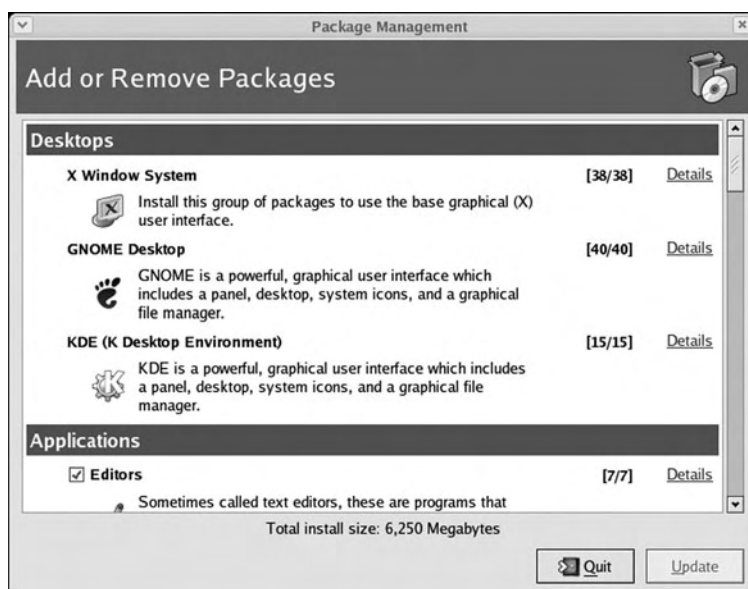 Package Management
Add or Remove Packages
Desktops
X Window System [38/38] Details
Install this group of packages to use the base graphical (X)
user interface.
GNOME Desktop [40/40] Details
GNOME is a powerful, graphical user interface which
includes a panel, desktop, system icons, and a graphical
file manager.
KDE (K Desktop Environment) [15/15] Details
KDE is a powerful, graphical user interface which includes
a panel, desktop, system icons, and a graphical file
manager.
Applications
Editors [7/7] Details
Sometimes called text editors, these are programs that
Total install size: 6,250 Megabytes
Quit Update